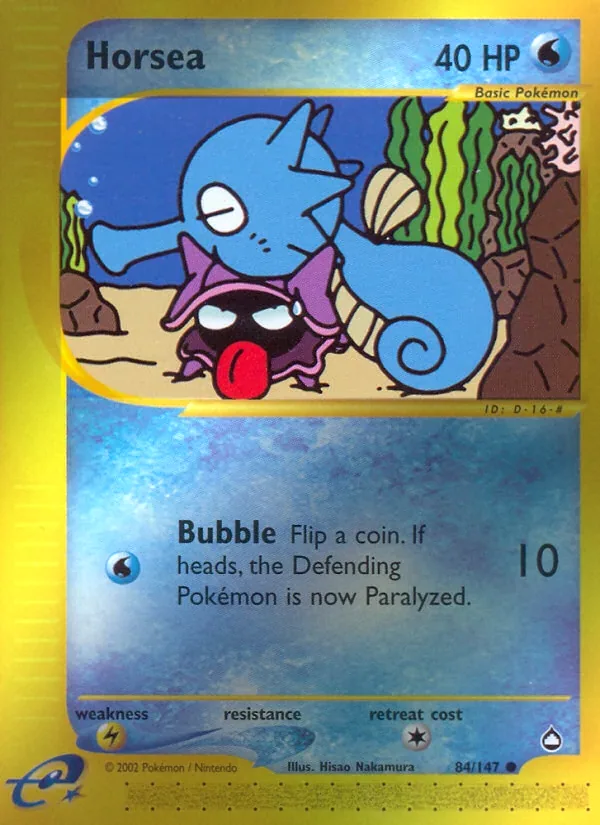 Horsea 40 HP
Basic Pokémon
ID: D-16-#
Bubble Flip a coin. If
heads, the Defending
Pokémon is now Paralyzed.
10
weakness resistance retreat cost
© 2002 Pokémon / Nintendo Illus. Hisao Nakamura 84/147
e